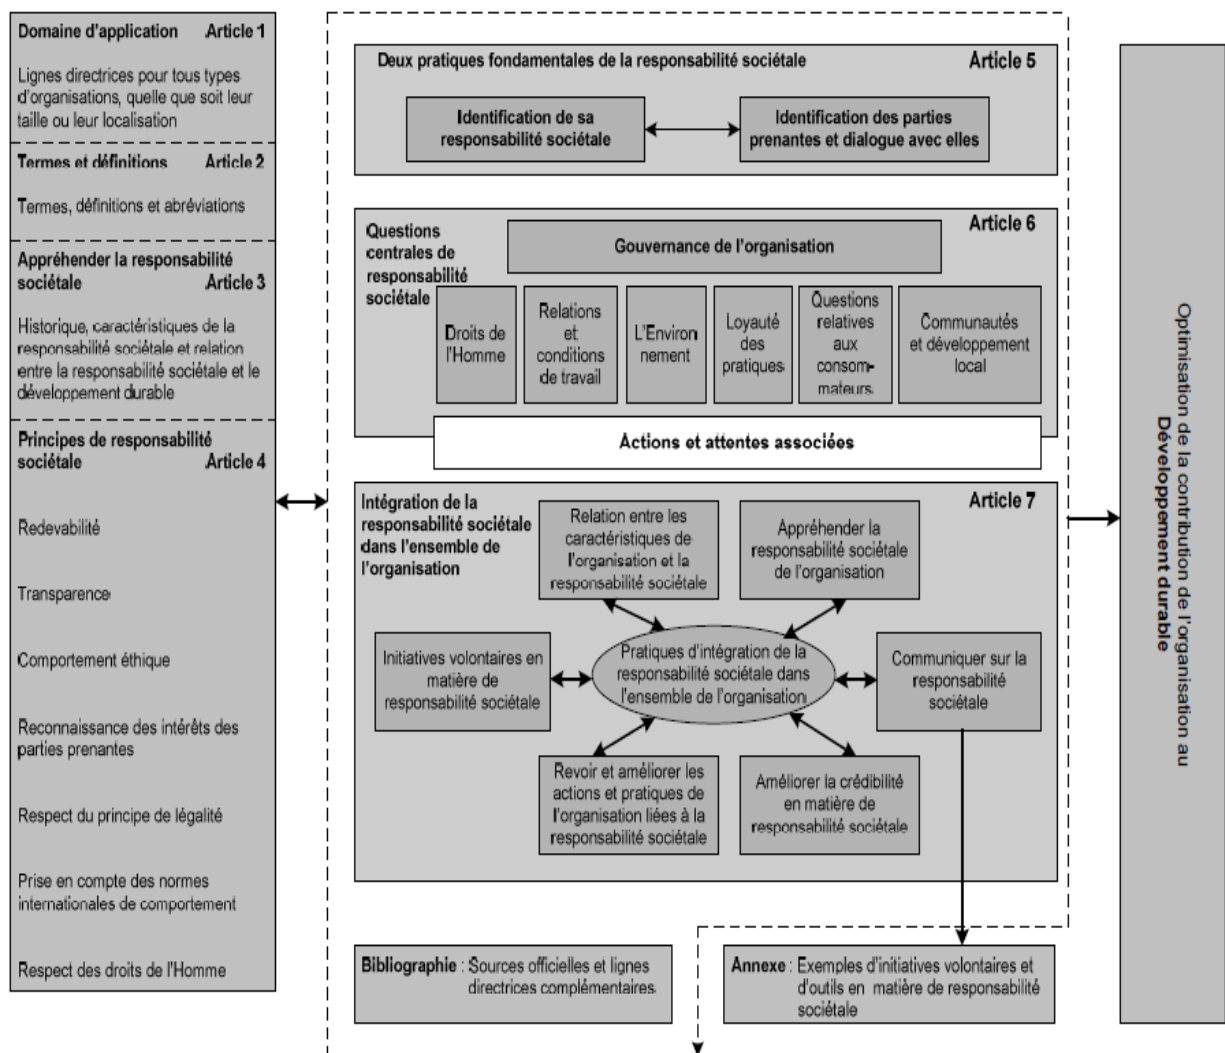 Domaine d'application Article 1
Lignes directrices pour tous types
d'organisations, quelle que soit leur
taille ou leur localisation
Termes et définitions Article 2
Termes, définitions et abréviations
Appréhender la responsabilité
sociétale Article 3
Historique, caractéristiques de la
responsabilité sociétale et relation
entre la responsabilité sociétale et le
développement durable
Principes de responsabilité
sociétale Article 4
Redevabilité
Transparence
Comportement éthique
Reconnaissance des intérêts des
parties prenantes
Respect du principe de légalité
Prise en compte des normes
internationales de comportement
Respect des droits de l'Homme
Deux pratiques fondamentales de la responsabilité sociétale Article 5
Identification de sa
responsabilité sociétale
Identification des parties
prenantes et dialogue avec elles
Questions
centrales de
responsabilité
sociétale
Article 6
Gouvernance de l'organisation
Droits de
l'Homme
Relations
et
conditions
de travail
L'Environ
nement
Loyauté
des
pratiques
Questions
relatives
aux
consom-
mateurs
Communautés
et développement
local
Actions et attentes associées
Intégration de la
responsabilité sociétale
dans l'ensemble de
l'organisation
Article 7
Relation entre les
caractéristiques de
l'organisation et la
responsabilité sociétale
Appréhender la
responsabilité sociétale
de l'organisation
Initiatives volontaires en
matière de
responsabilité sociétale
Pratiques d'intégration de la
responsabilité sociétale dans
l'ensemble de l'organisation
Communiquer sur la
responsabilité
sociétale
Revoir et améliorer les
actions et pratiques de
l'organisation liées à la
responsabilité sociétale
Améliorer la crédibilité
en matière de
responsabilité sociétale
Bibliographie : Sources officielles et lignes
directrices complémentaires
Annexe : Exemples d'initiatives volontaires et
d'outils en matière de responsabilité
sociétale
Optimisation de la contribution de l'organisation au
Développement durable